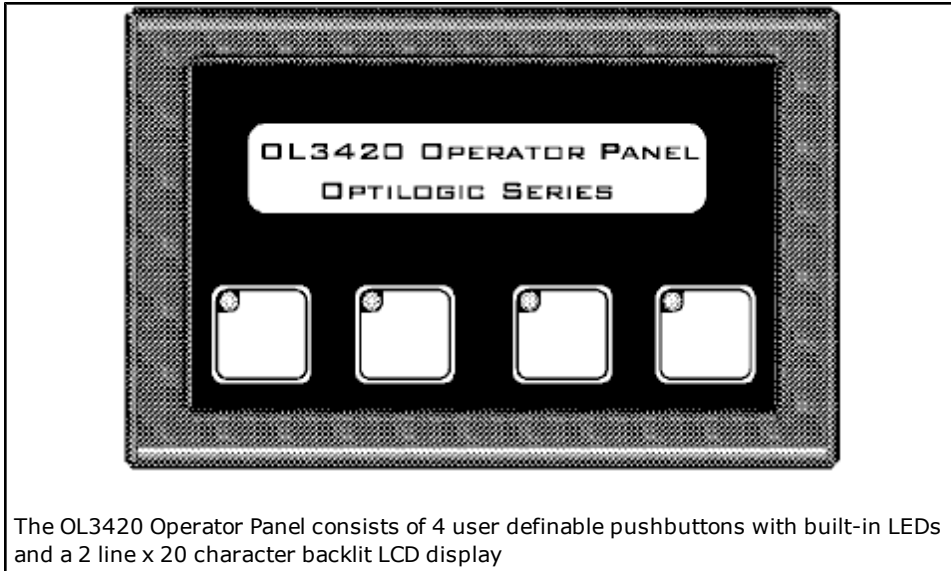 OL3420 OPERATOR PANEL
OPTILOGIC SERIES
The OL3420 Operator Panel consists of 4 user definable pushbuttons with built-in LEDs
and a 2 line x 20 character backlit LCD display